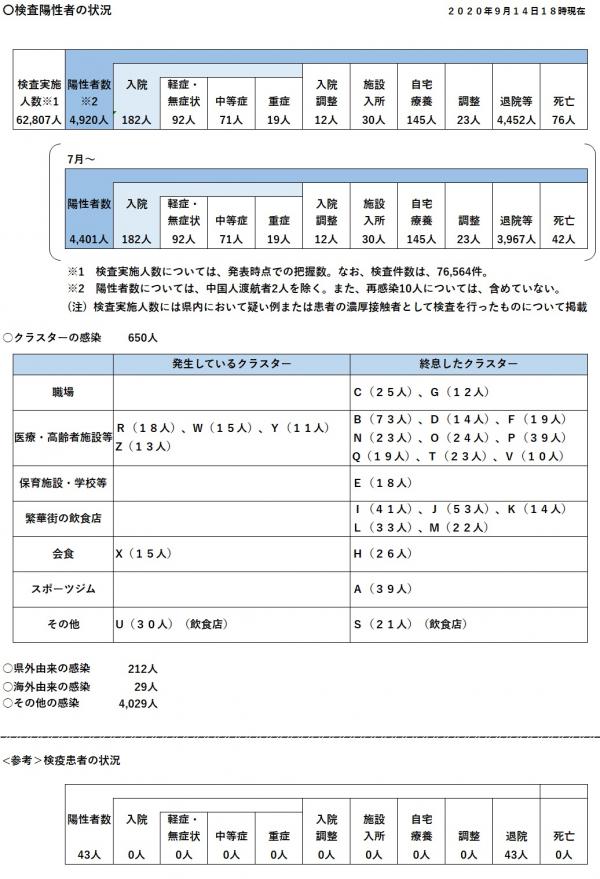 〇検査陽性者の状況
２０２０年９月１４日１８時現在
検査実施人数※1 陽性者数※2 入院 軽症・無症状 中等症 重症 入院調整 施設入所 自宅療養 調整 退院等 死亡
62,807人 4,920人 182人 92人 71人 19人 12人 30人 145人 23人 4,452人 76人
7月～
陽性者数 入院 軽症・無症状 中等症 重症 入院調整 施設入所 自宅療養 調整 退院等 死亡
4,401人 182人 92人 71人 19人 12人 30人 145人 23人 3,967人 42人
※1　検査実施人数については、発表時点での把握数。なお、検査件数は、76,564件。
※2　陽性者数については、中国人渡航者2人を除く。また、再感染10人については、含めていない。
（注）検査実施人数には県内において疑い例または患者の濃厚接触者として検査を行ったものについて掲載
〇クラスターの感染　650人
発生しているクラスター 終息したクラスター
職場 Ｃ（２５人）、Ｇ（１２人）
医療・高齢者施設等 Ｒ（１８人）、Ｗ（１５人）、Ｙ（１１人）
Ｚ（１３人）
Ｂ（７３人）、Ｄ（１４人）、Ｆ（１９人）
Ｎ（２３人）、Ｏ（２４人）、Ｐ（３９人）
Ｑ（１９人）、Ｔ（２３人）、Ｖ（１０人）
保育施設・学校等 Ｅ（１８人）
繁華街の飲食店 Ｉ（４１人）、Ｊ（５３人）、Ｋ（１４人）
Ｌ（３３人）、Ｍ（２２人）
会食 Ｘ（１５人） Ｈ（２６人）
スポーツジム Ａ（３９人）
その他 Ｕ（３０人）（飲食店） Ｓ（２１人）（飲食店）
〇県外由来の感染　212人
〇海外由来の感染　29人
〇その他の感染　4,029人
＜参考＞検疫患者の状況
陽性者数 入院 軽症・無症状 中等症 重症 入院調整 施設入所 自宅療養 調整 退院 死亡
43人 0人 0人 0人 0人 0人 0人 0人 0人 43人 0人